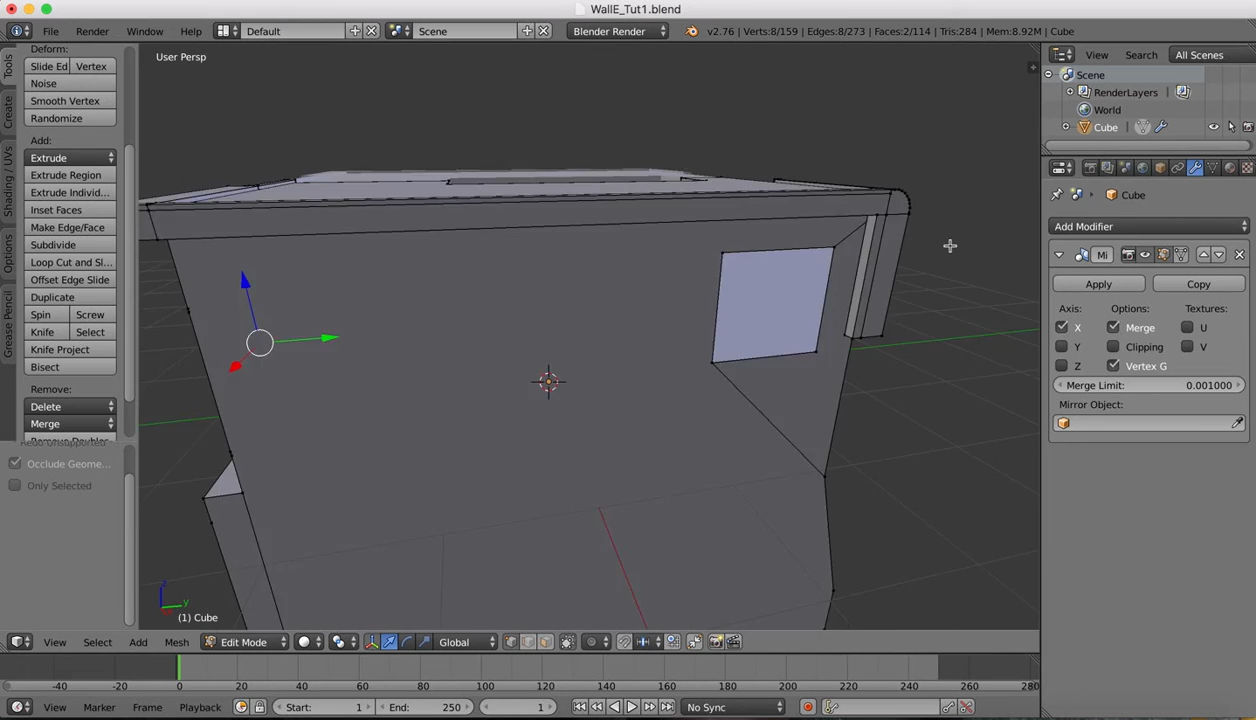 WallE_Tut1.blend
File Render Window Help Default Scene Blender Render v2.76 | Verts:8/159 | Edges:8/273 | Faces:2/114 | Tris:284 | Mem:8.92M | Cube
View Search All Scenes
Scene
RenderLayers
World
Cube
Cube
Add Modifier
Mi
Apply Copy
Axis: Options: Textures:
X Merge U
Y Clipping V
Z Vertex G
Merge Limit: 0.001000
Mirror Object:
Tools
Create
Shading / UVs
Options
Grease Pencil
Deform:
Slide Ed Vertex
Noise
Smooth Vertex
Randomize
Add:
Extrude
Extrude Region
Extrude Individ...
Inset Faces
Make Edge/Face
Subdivide
Loop Cut and Sl...
Offset Edge Slide
Duplicate
Spin Screw
Knife Select
Knife Project
Bisect
Remove:
Delete
Merge
Occlude Geome...
Only Selected
User Persp
z
y
(1) Cube
View Select Add Mesh Edit Mode Global
-40 -20 0 20 40 60 80 100 120 140 160 180 200 220 240 260 280
View Marker Frame Playback Start: 1 End: 250 1 No Sync